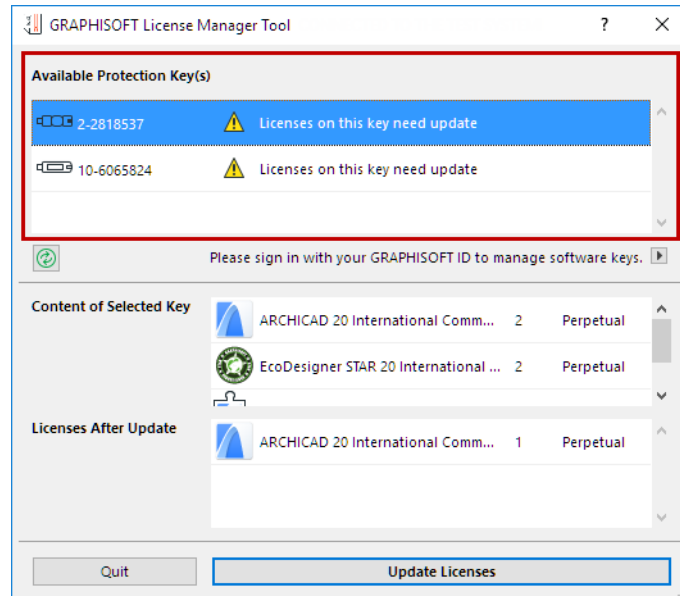 GRAPHISOFT License Manager Tool ? ×
Available Protection Key(s)
2-2818537 Licenses on this key need update
10-6065824 Licenses on this key need update
Please sign in with your GRAPHISOFT ID to manage software keys.
Content of Selected Key
ARCHICAD 20 International Comm... 2 Perpetual
EcoDesigner STAR 20 International ... 2 Perpetual
Licenses After Update
ARCHICAD 20 International Comm... 1 Perpetual
Quit Update Licenses